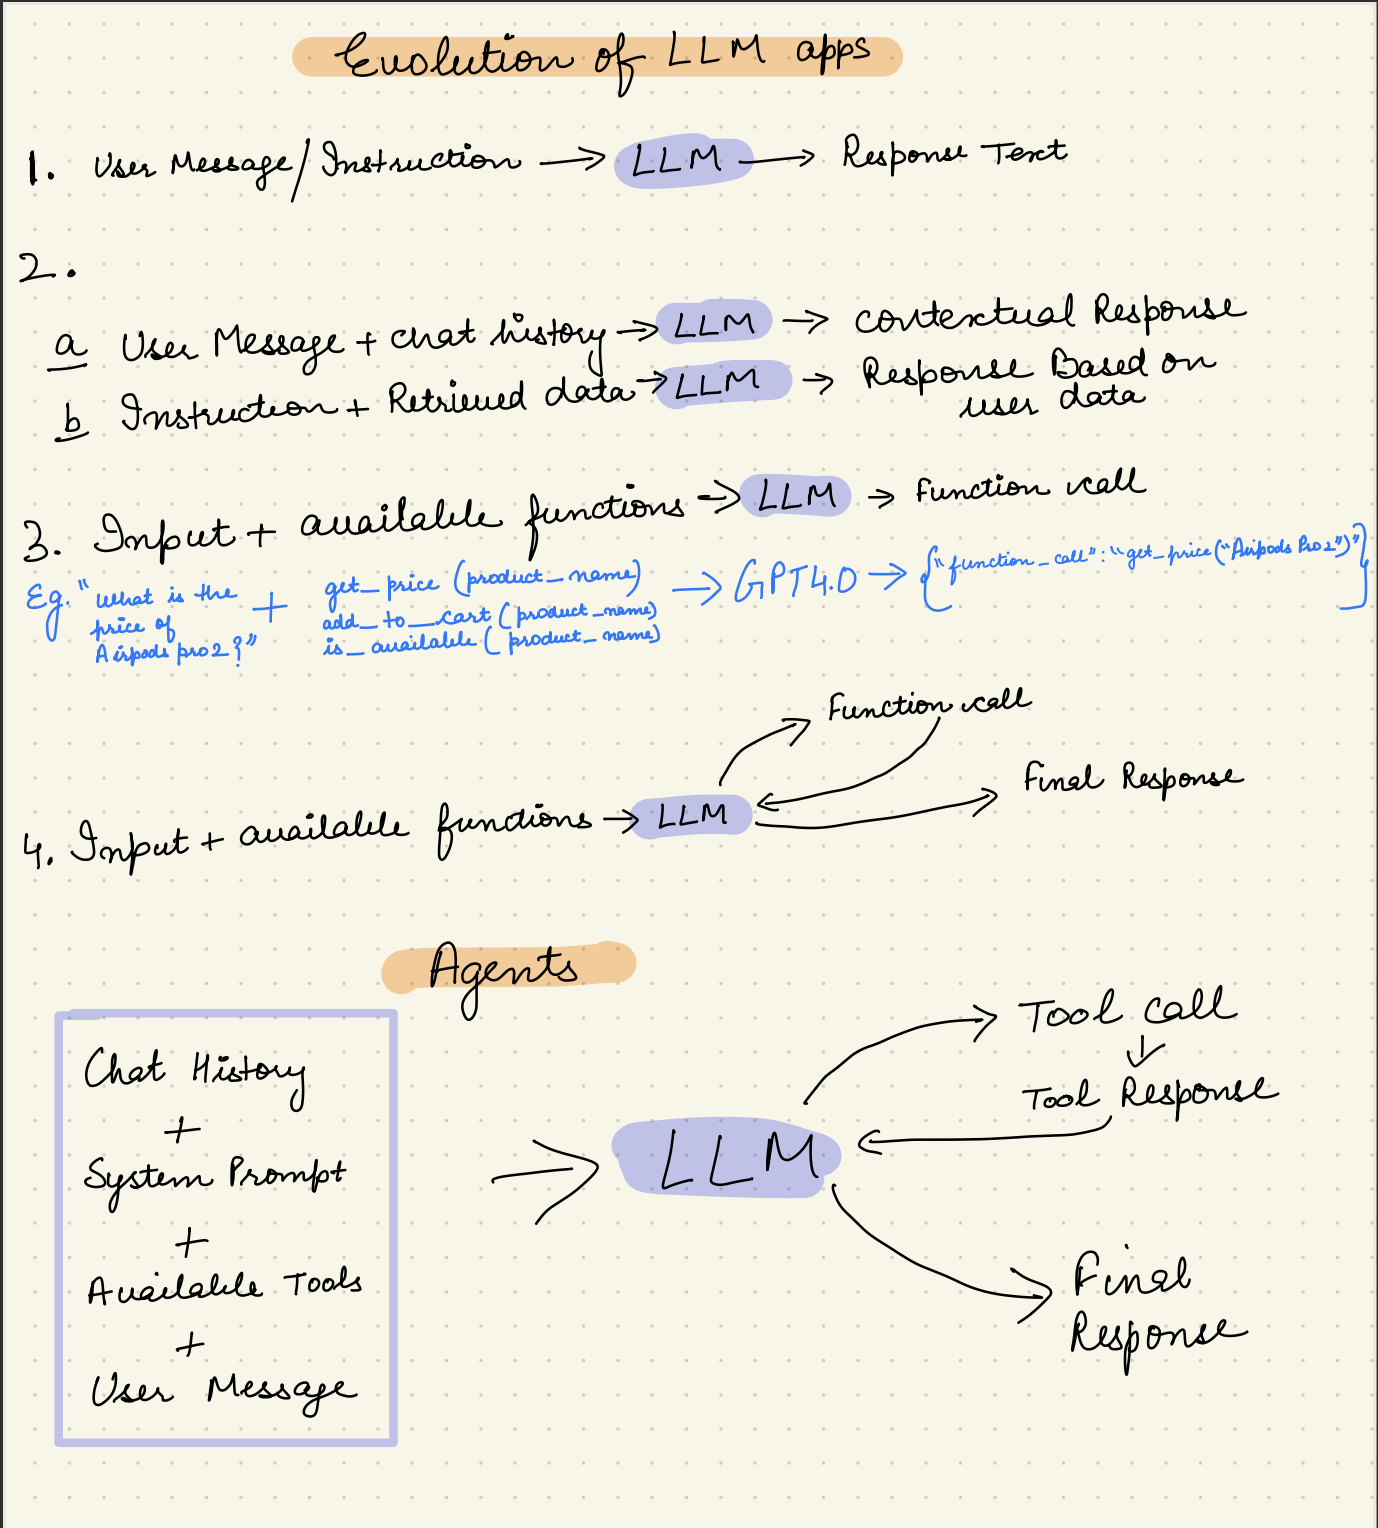 Evolution of LLM apps
1. User Message/Instruction → LLM → Response Text
2.
a User Message + chat history → LLM → contextual Response
b Instruction + Retrieved data → LLM → Response Based on
user data
3. Input + available functions → LLM → Function call
Eg. "What is the
price of
Airpods pro2?"
+
get_price (product_name)
add_to_cart (product_name)
is_available (product_name)
→ GPT4.0 → {"function_call":"get_price("Airpods Pro2")"}
Function call
Final Response
4. Input + available functions → LLM
Agents
Chat History
+
System Prompt
+
Available Tools
+
User Message
→ LLM
Tool call
↓
Tool Response
Final
Response